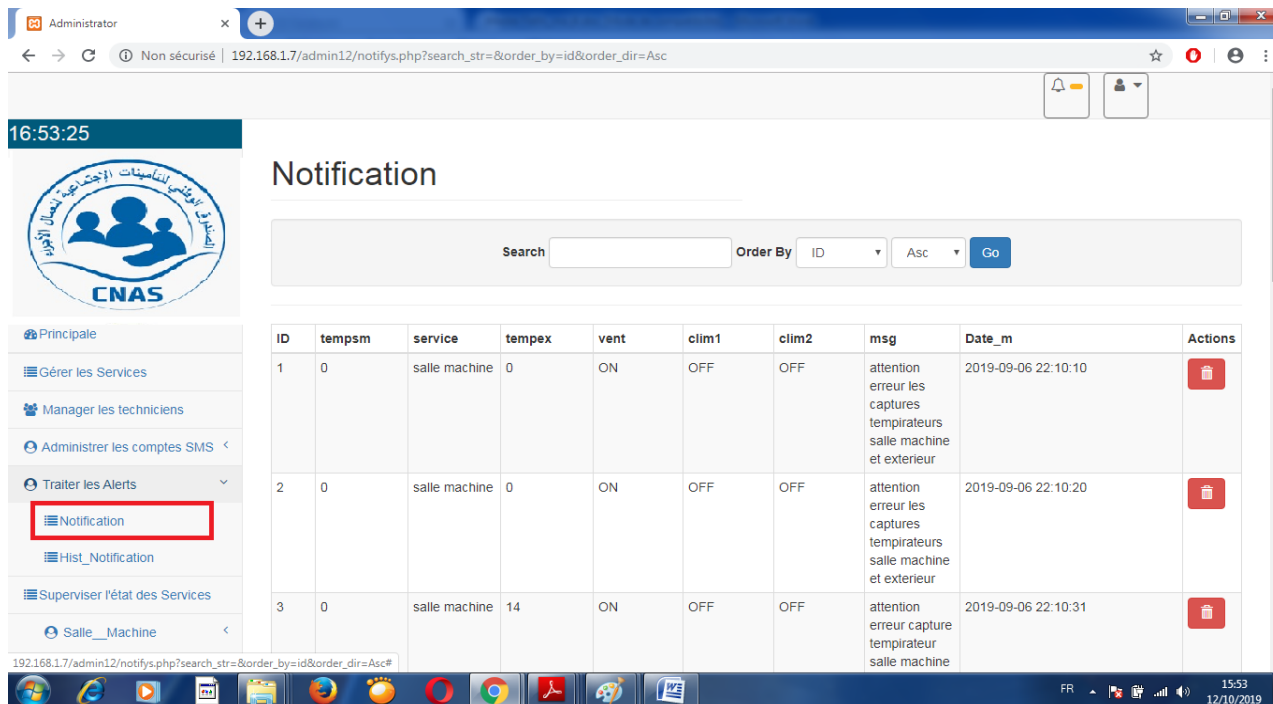 Administrator
Non sécurisé 192.168.1.7/admin12/notifys.php?search_str=&order_by=id&order_dir=Asc
16:53:25
الصندوق الوطني للتأمينات الإجتماعية للعمال الأجراء
CNAS
Principale
Gérer les Services
Manager les techniciens
Administrer les comptes SMS
Traiter les Alerts
Notification
Hist_Notification
Superviser l'état des Services
Salle__Machine
Notification
Search Order By ID Asc Go
ID tempsm service tempex vent clim1 clim2 msg Date_m Actions
1 0 salle machine 0 ON OFF OFF attention 2019-09-06 22:10:10
erreur les
captures
tempirateurs
salle machine
et exterieur
2 0 salle machine 0 ON OFF OFF attention 2019-09-06 22:10:20
erreur les
captures
tempirateurs
salle machine
et exterieur
3 0 salle machine 14 ON OFF OFF attention 2019-09-06 22:10:31
erreur capture
tempirateur
salle machine
192.168.1.7/admin12/notifys.php?search_str=&order_by=id&order_dir=Asc#
FR
15:53
12/10/2019